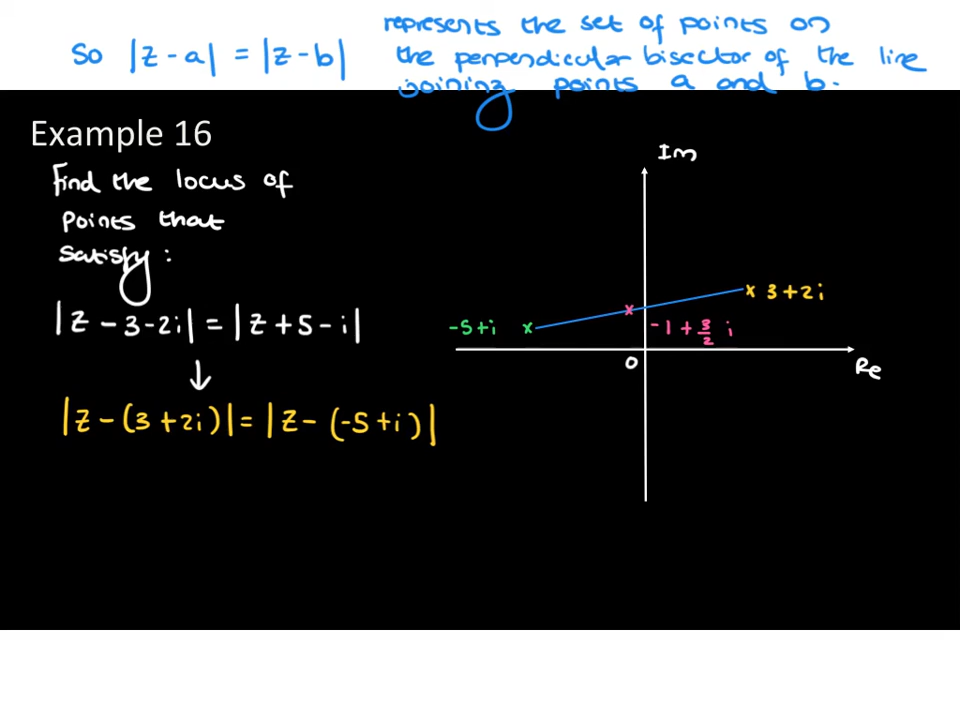 So |z - a| = |z - b|
represents the set of points on
the perpendicular bisector of the line
joining points a and b.
Example 16
Find the locus of
points that
satisfy :
|z - 3 - 2i| = |z + 5 - i|
↓
|z - (3 + 2i)| = |z - (-5 + i)|
Im
x 3 + 2i
-5+i x
x
-1 + 3/2 i
O
Re